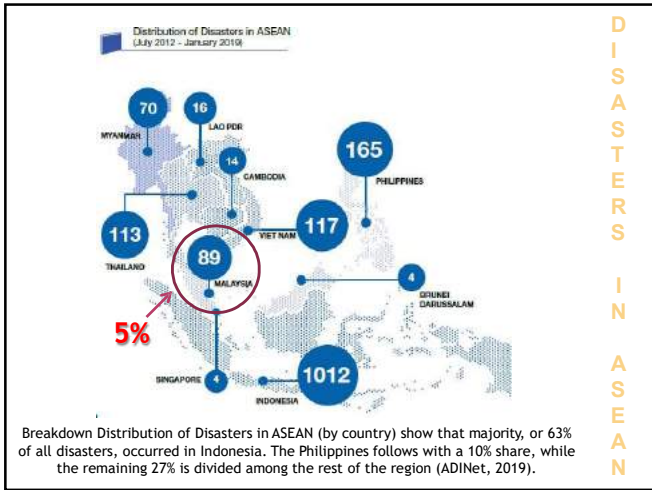 Distribution of Disasters in ASEAN
(July 2012 - January 2019)
70
MYANMAR
16
LAO PDR
14
CAMBODIA
165
PHILIPPINES
113
THAILAND
117
VIET NAM
89
MALAYSIA
5%
4
BRUNEI
DARUSSALAM
SINGAPORE
4
1012
INDONESIA
Breakdown Distribution of Disasters in ASEAN (by country) show that majority, or 63%
of all disasters, occurred in Indonesia. The Philippines follows with a 10% share, while
the remaining 27% is divided among the rest of the region (ADINet, 2019).
DISASTERS IN ASEAN